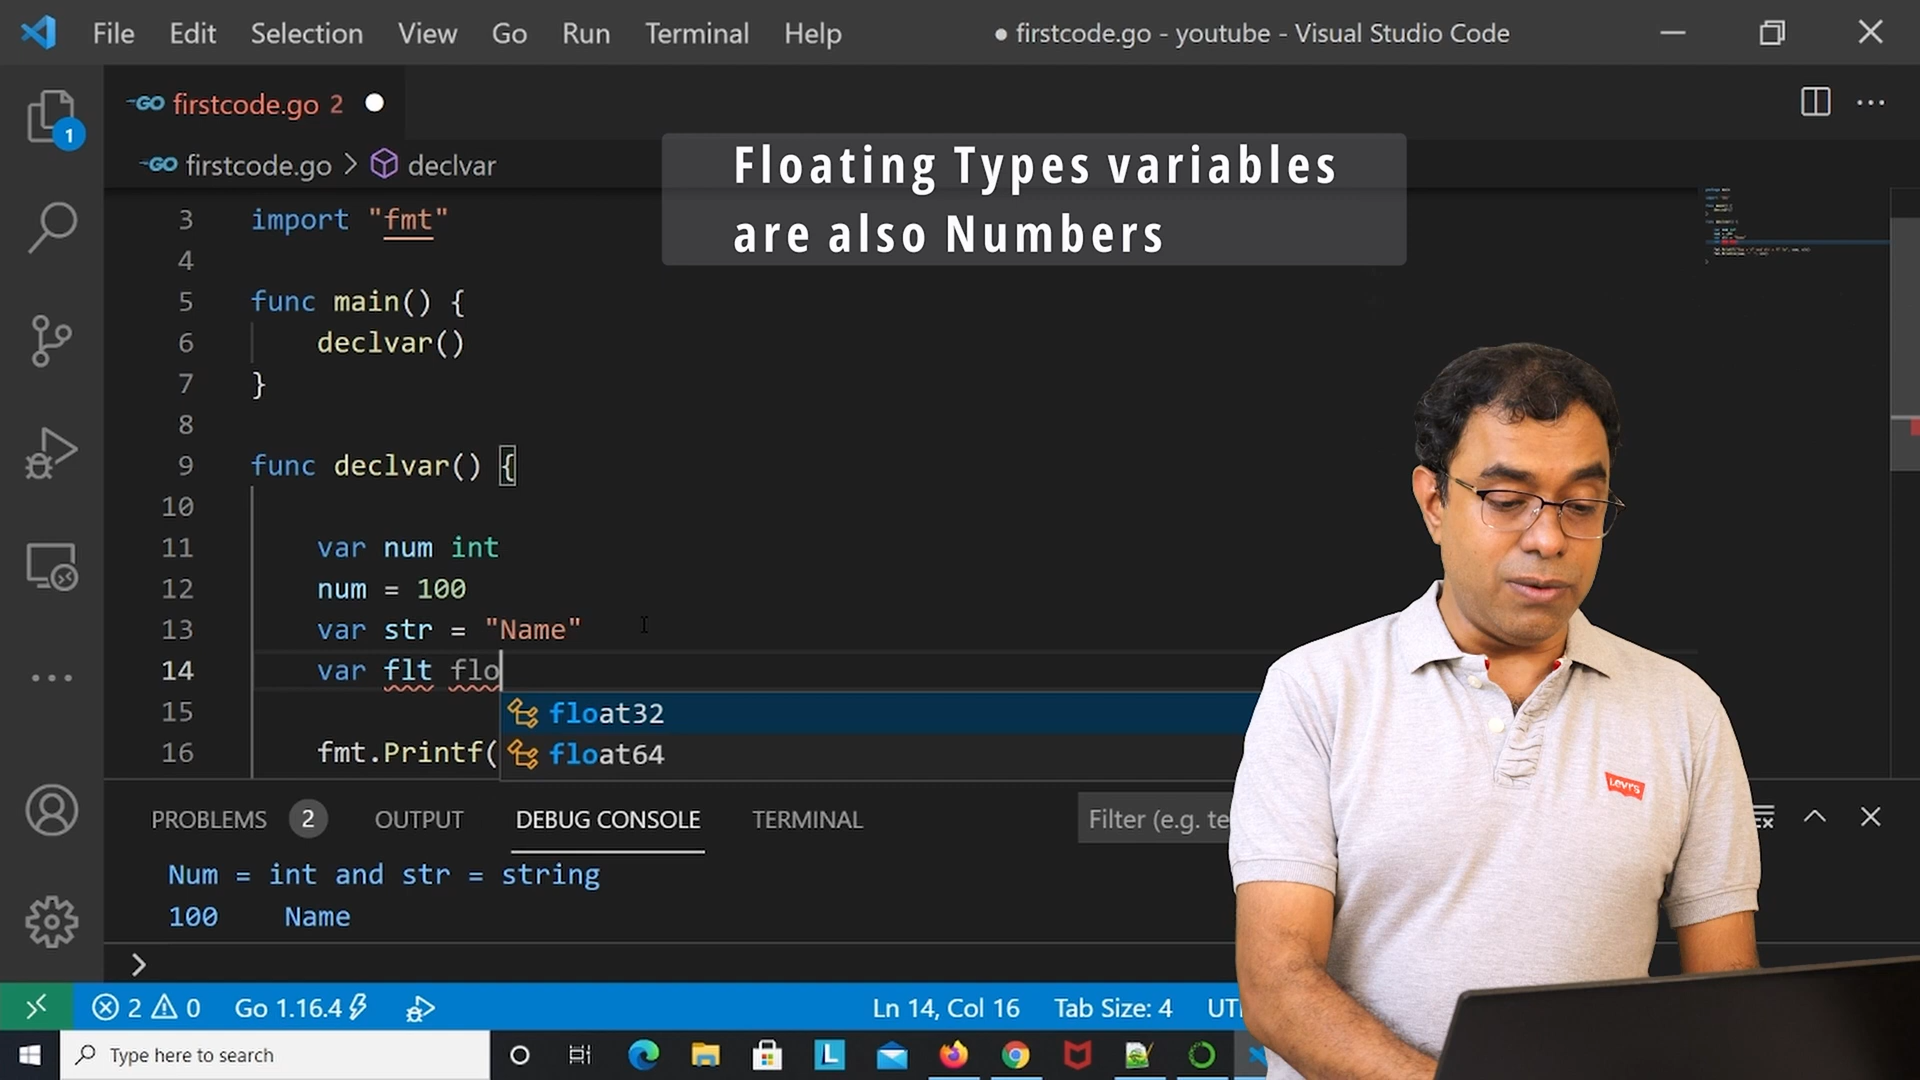 File Edit Selection View Go Run Terminal Help
● firstcode.go - youtube - Visual Studio Code
GO firstcode.go 2
1
GO firstcode.go > declvar
Floating Types variables
are also Numbers
3 import "fmt"
4
5 func main() {
6 declvar()
7 }
8
9 func declvar() {
10
11 var num int
12 num = 100
13 var str = "Name"
14 var flt flo
float32
15
float64
16 fmt.Printf(
PROBLEMS 2 OUTPUT DEBUG CONSOLE TERMINAL Filter (e.g. te
Num = int and str = string
100 Name
>
Levi's
2 0 Go 1.16.4 Ln 14, Col 16 Tab Size: 4
Type here to search
L